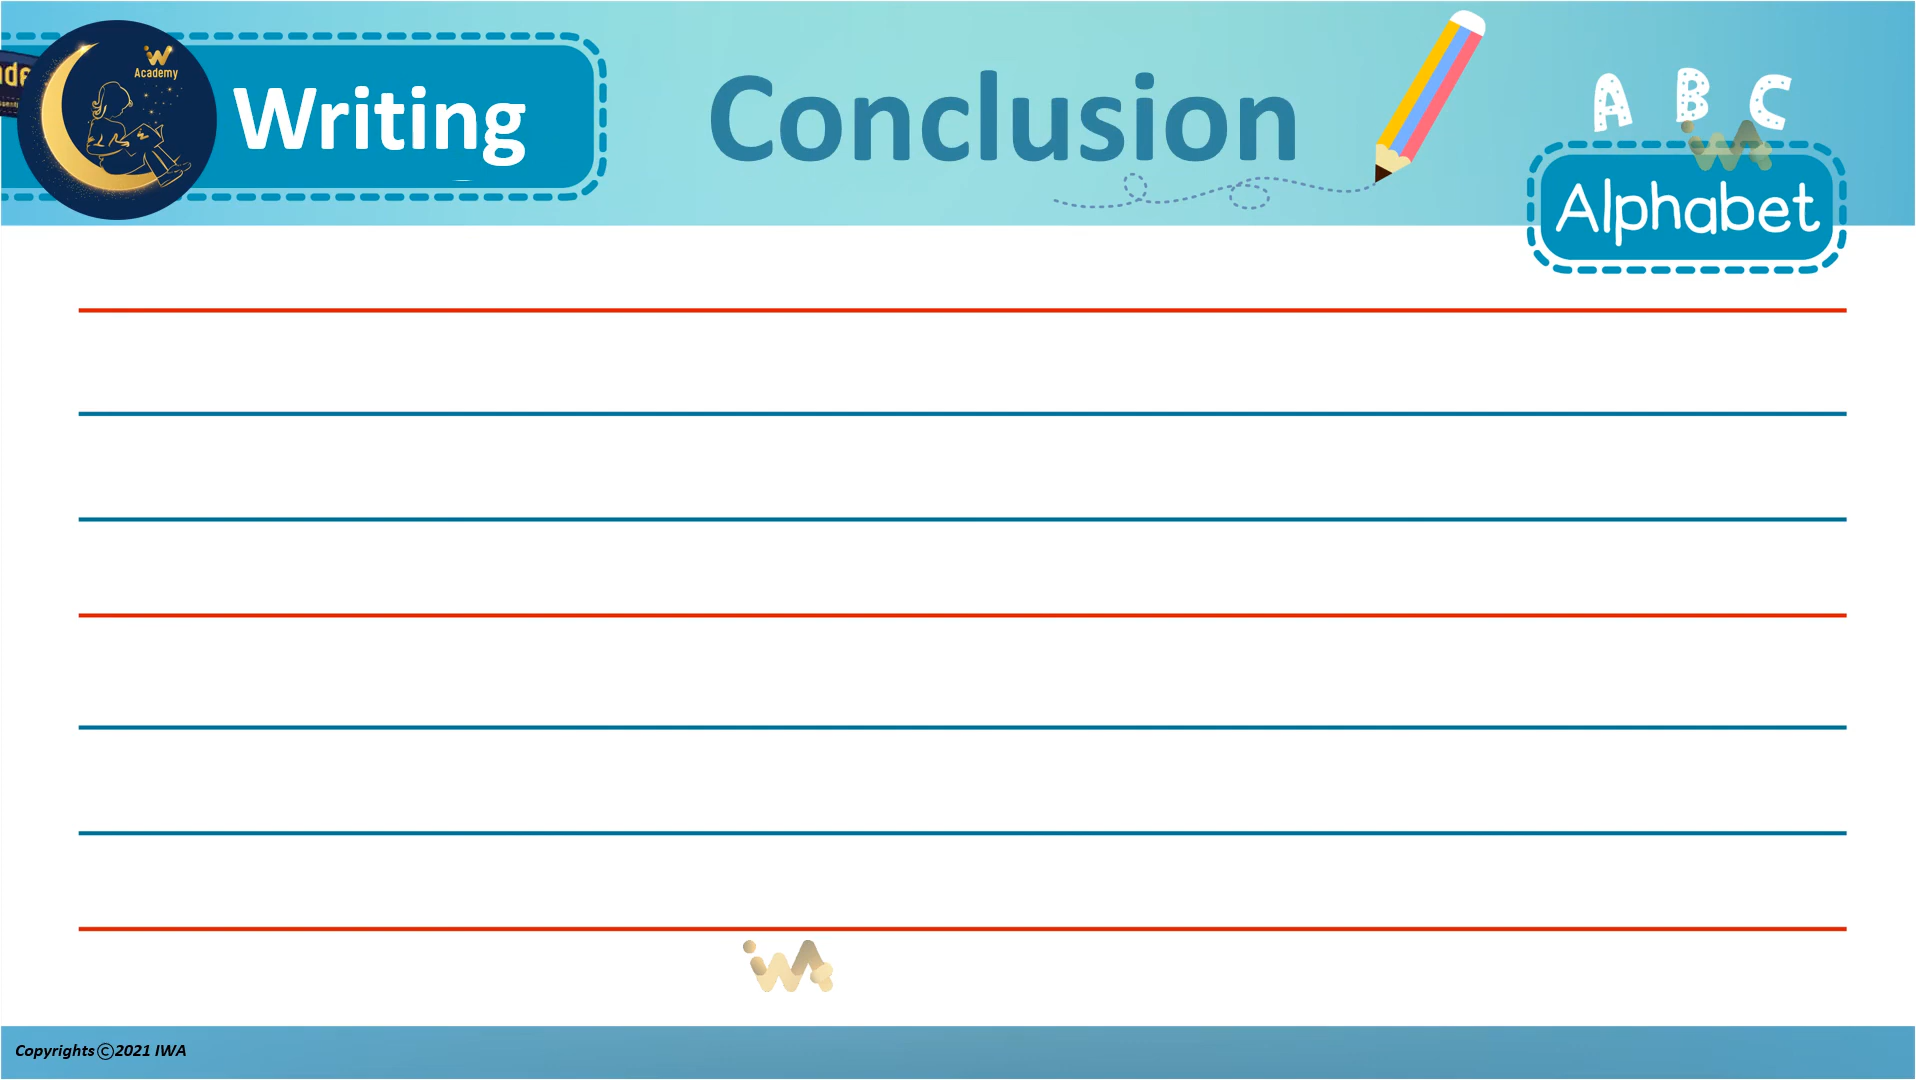 Academy
Writing
Conclusion
A B C
Alphabet
Copyrights©2021 IWA